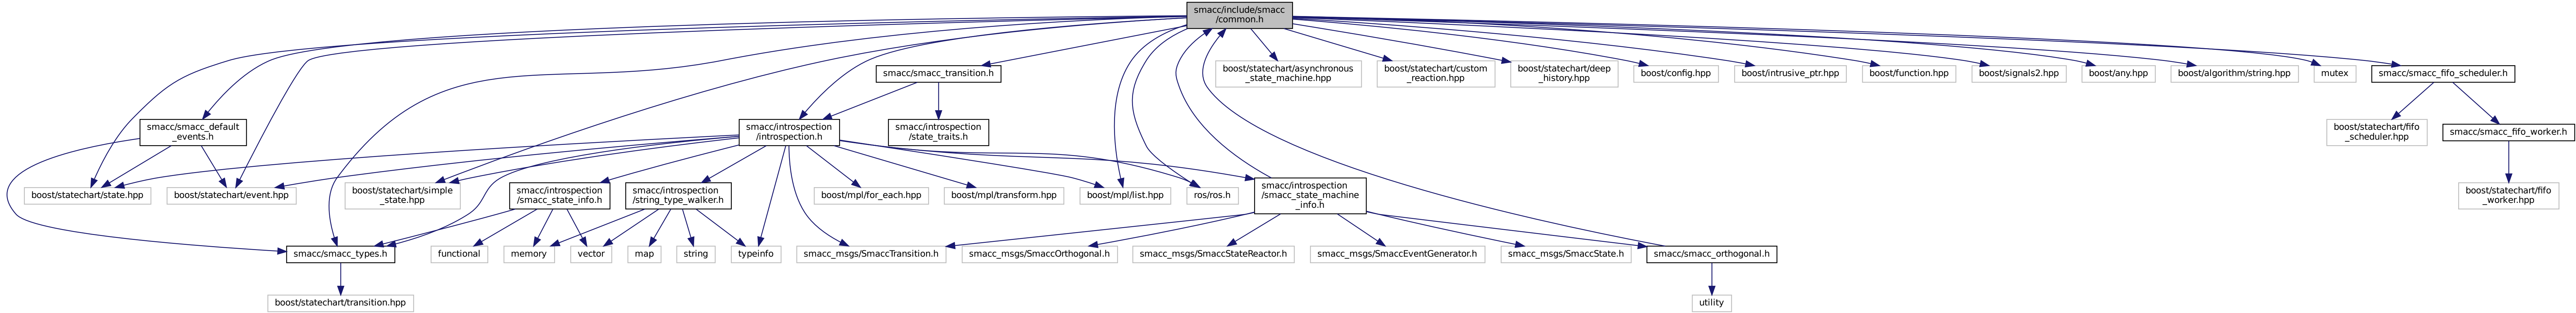 smacc/include/smacc
/common.h
smacc/smacc_transition.h
boost/statechart/asynchronous
_state_machine.hpp
boost/statechart/custom
_reaction.hpp
boost/statechart/deep
_history.hpp
boost/config.hpp
boost/intrusive_ptr.hpp
boost/function.hpp
boost/signals2.hpp
boost/any.hpp
boost/algorithm/string.hpp
mutex
smacc/smacc_fifo_scheduler.h
smacc/smacc_default
_events.h
smacc/introspection
/introspection.h
smacc/introspection
/state_traits.h
boost/statechart/fifo
_scheduler.hpp
smacc/smacc_fifo_worker.h
boost/statechart/state.hpp
boost/statechart/event.hpp
boost/statechart/simple
_state.hpp
smacc/introspection
/smacc_state_info.h
smacc/introspection
/string_type_walker.h
boost/mpl/for_each.hpp
boost/mpl/transform.hpp
boost/mpl/list.hpp
ros/ros.h
smacc/introspection
/smacc_state_machine
_info.h
boost/statechart/fifo
_worker.hpp
smacc/smacc_types.h
functional
memory
vector
map
string
typeinfo
smacc_msgs/SmaccTransition.h
smacc_msgs/SmaccOrthogonal.h
smacc_msgs/SmaccStateReactor.h
smacc_msgs/SmaccEventGenerator.h
smacc_msgs/SmaccState.h
smacc/smacc_orthogonal.h
boost/statechart/transition.hpp
utility